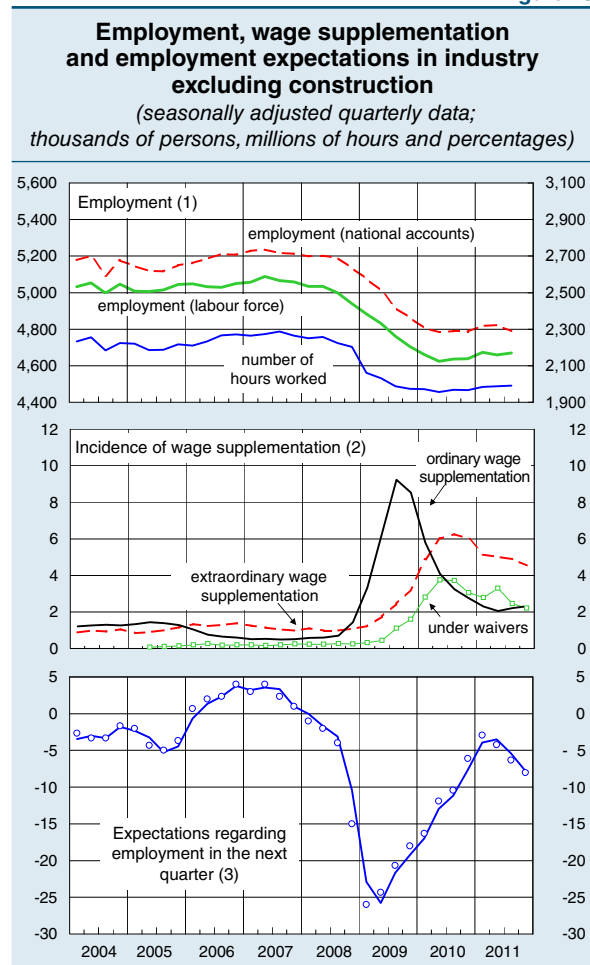 Employment, wage supplementation
and employment expectations in industry
excluding construction
(seasonally adjusted quarterly data;
thousands of persons, millions of hours and percentages)
5,600 3,100
Employment (1)
5,400 2,900
employment (national accounts)
5,200 2,700
5,000 2,500
employment (labour force)
4,800 2,300
number of
hours worked
4,600 2,100
4,400 1,900
12 12
Incidence of wage supplementation (2)
ordinary wage
supplementation
10 10
8 8
6 6
extraordinary wage
supplementation
4 4
2 2
under waivers
0 0
5 5
0 0
-5 - 5
-10 -10
-15 -15
Expectations regarding
employment in the next
quarter (3)
-20 -20
-25 -25
-30 -30
2004 2005 2006 2007 2008 2009 2010 2011